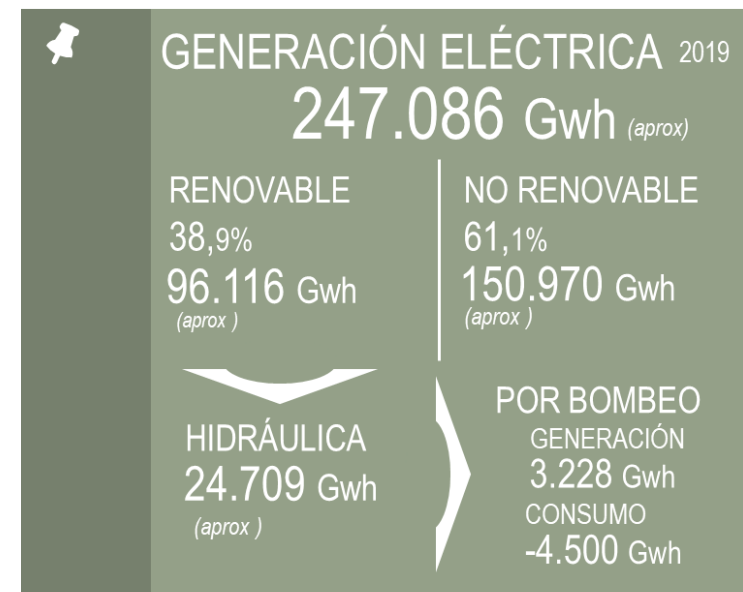 GENERACIÓN ELÉCTRICA 2019
247.086 Gwh (aprox)
RENOVABLE
38,9%
96.116 Gwh
(aprox )
NO RENOVABLE
61,1%
150.970 Gwh
(aprox )
HIDRÁULICA
24.709 Gwh
(aprox )
POR BOMBEO
GENERACIÓN
3.228 Gwh
CONSUMO
-4.500 Gwh